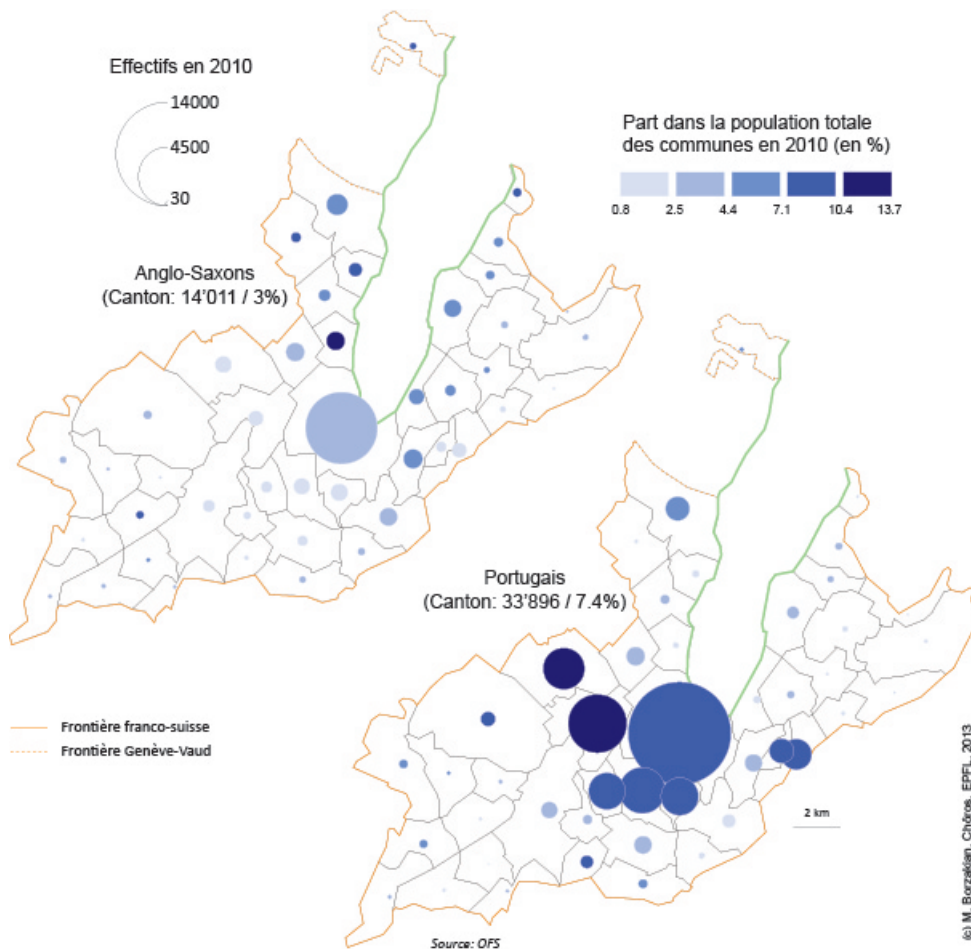 Effectifs en 2010
14000
4500
30
Part dans la population totale
des communes en 2010 (en %)
0.8 2.5 4.4 7.1 10.4 13.7
Anglo-Saxons
(Canton: 14'011 / 3%)
Portugais
(Canton: 33'896 / 7.4%)
Frontière franco-suisse
Frontière Genève-Vaud
2 km
Source: OFS
(c) M. Borzakian, Chôros, EPFL, 2013